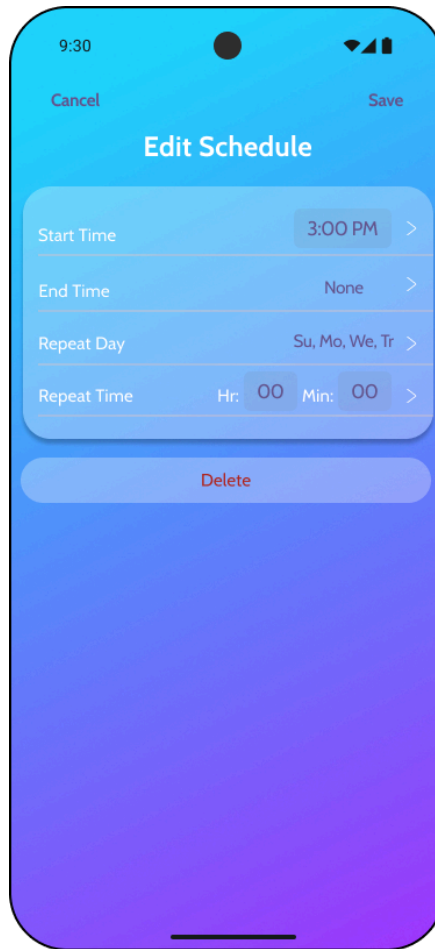 9:30
Cancel Save
Edit Schedule
Start Time 3:00 PM >
End Time None >
Repeat Day Su, Mo, We, Tr >
Repeat Time Hr: 00 Min: 00 >
Delete